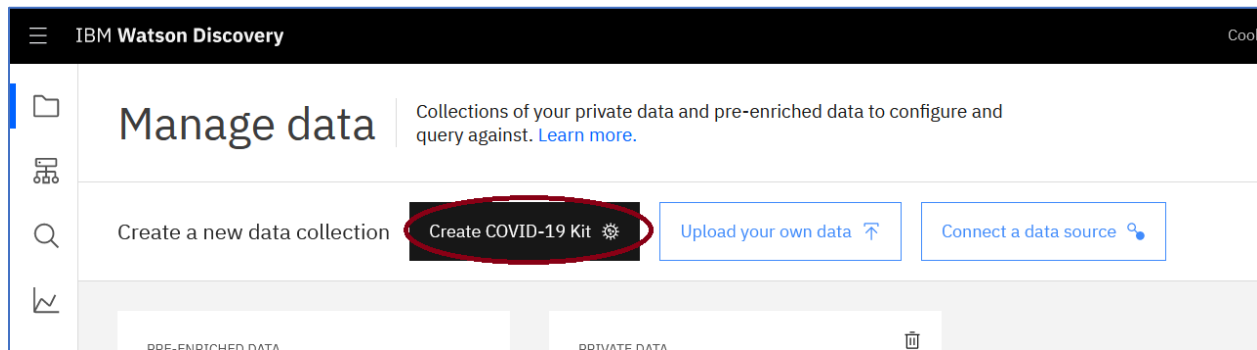 IBM Watson Discovery
Manage data
Collections of your private data and pre-enriched data to configure and
query against. Learn more.
Create a new data collection
Create COVID-19 Kit
Upload your own data
Connect a data source
PRE-ENRICHED DATA
PRIVATE DATA